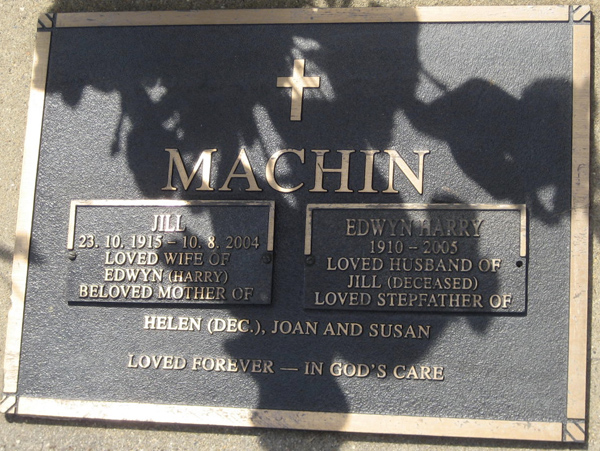 MACHIN
JILL
23. 10. 1915 – 10. 8. 2004
LOVED WIFE OF
EDWYN (HARRY)
BELOVED MOTHER OF
EDWYN HARRY
1910 – 2005
LOVED HUSBAND OF
JILL (DECEASED)
LOVED STEPFATHER OF
HELEN (DEC.), JOAN AND SUSAN
LOVED FOREVER — IN GOD'S CARE